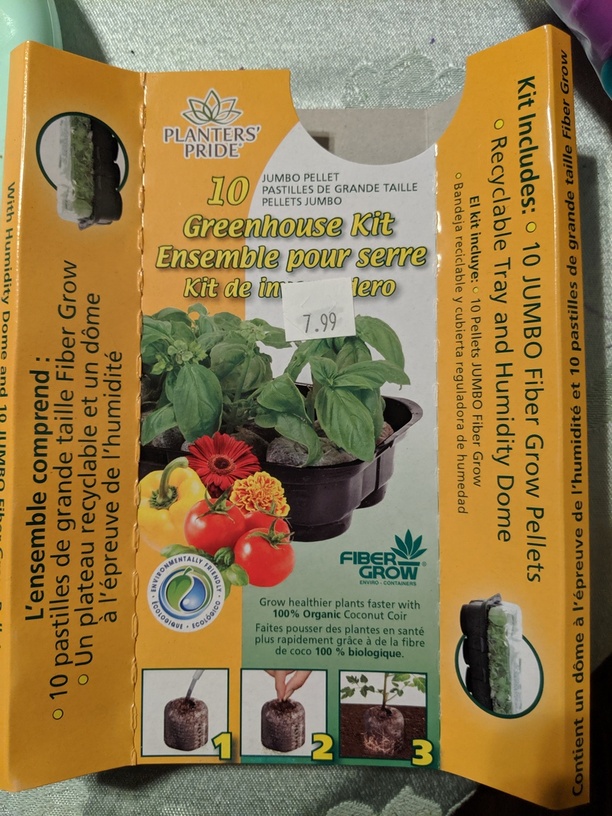 PLANTERS'
PRIDE
10
JUMBO PELLET
PASTILLES DE GRANDE TAILLE
PELLETS JUMBO
Greenhouse Kit
Ensemble pour serre
Kit de
7.99
FIBER
GROW
ENVIRO - CONTAINERS
ENVIRONMENTALLY FRIENDLY
ECOLOGIQUE • ECOLÓGICO
Grow healthier plants faster with
100% Organic Coconut Coir
Faites pousser des plantes en santé
plus rapidement grâce à de la fibre
de coco 100 % biologique.
1
2
3
L'ensemble comprend :
• 10 pastilles de grande taille Fiber Grow
• Un plateau recyclable et un dôme
à l'épreuve de l'humidité
With Humidity Dome and 10 JUMBO Fiber
Kit Includes: • 10 JUMBO Fiber Grow Pellets
• Recyclable Tray and Humidity Dome
El kit incluye: • 10 Pellets JUMBO Fiber Grow
• Bandeja reciclable y cubierta reguladora de humedad
Contient un dôme à l'épreuve de l'humidité et 10 pastilles de grande taille Fiber Grow